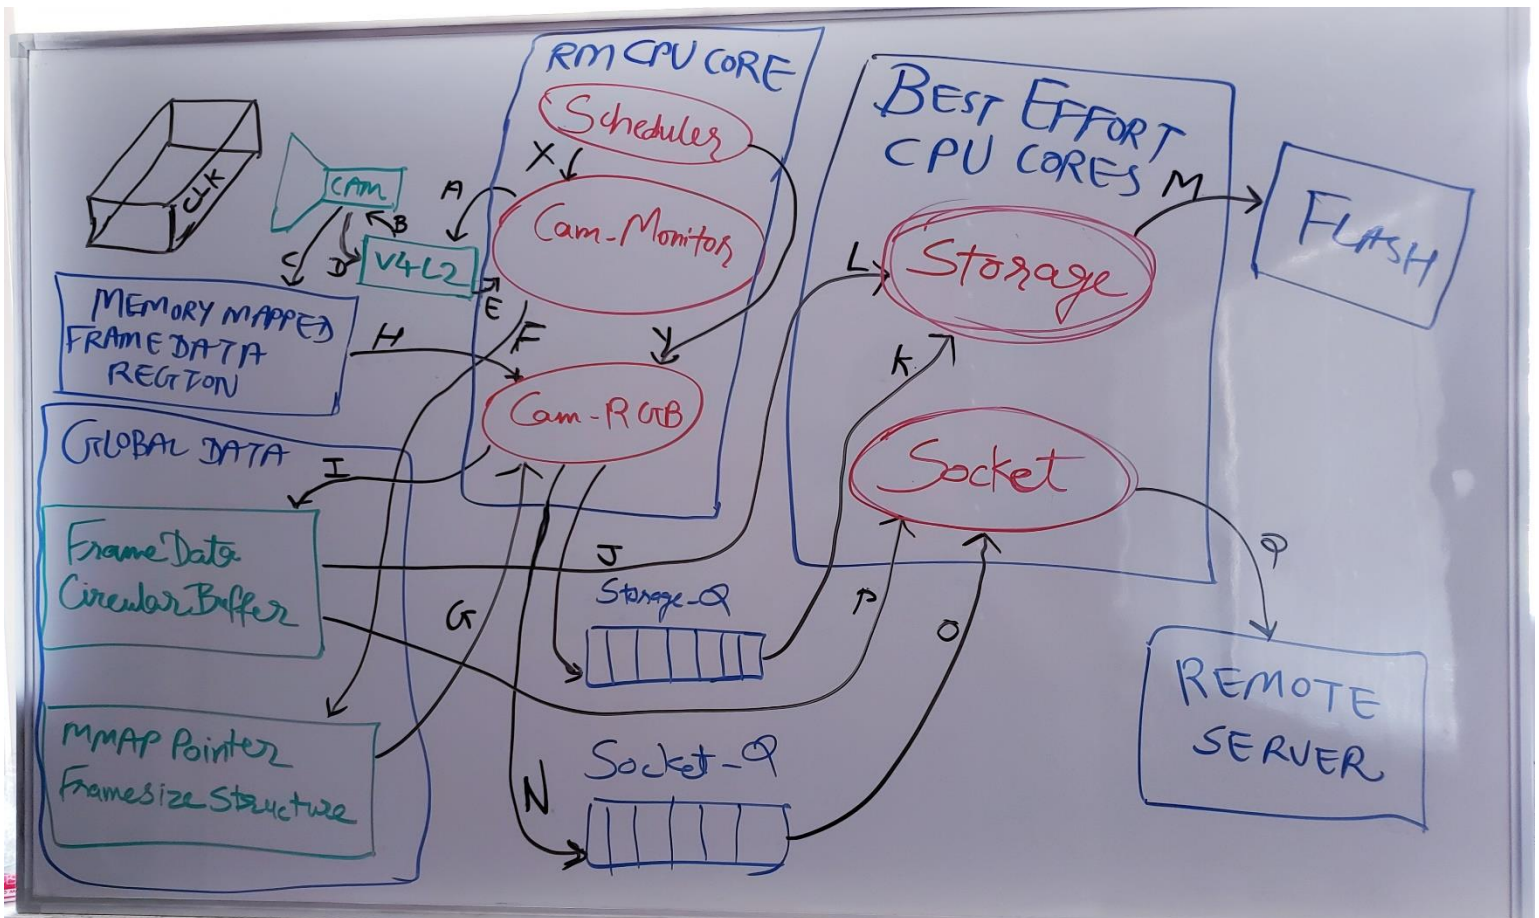 RM CPU CORE
Scheduler
X
Cam-Monitor
Y
Cam-RGB
CLK
CAM
A
B
C
D
V4L2
E
F
MEMORY MAPPED
FRAME DATA
REGION
H
GLOBAL DATA
I
Frame Data
Circular Buffer
J
G
MMAP Pointer
Framesize Structure
Storage-Q
Socket-Q
N
BEST EFFORT
CPU CORES
M
L
Storage
K
Socket
P
O
Q
FLASH
REMOTE
SERVER